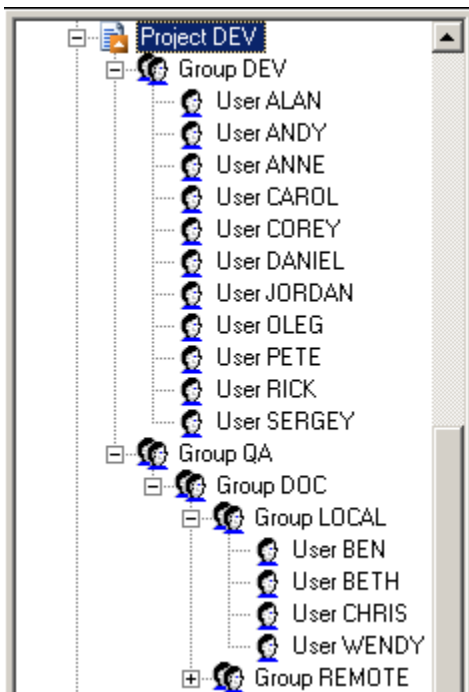 Project DEV
Group DEV
User ALAN
User ANDY
User ANNE
User CAROL
User COREY
User DANIEL
User JORDAN
User OLEG
User PETE
User RICK
User SERGEY
Group QA
Group DOC
Group LOCAL
User BEN
User BETH
User CHRIS
User WENDY
Group REMOTE